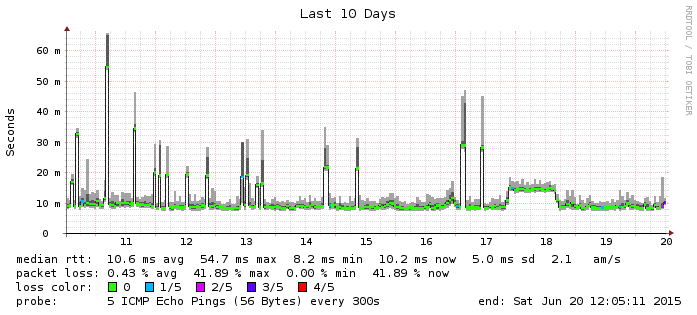 Last 10 Days
RRDTOOL / TOBI OETIKER
Seconds
60 m
50 m
40 m
30 m
20 m
10 m
0
11 12 13 14 15 16 17 18 19 20
median rtt: 10.6 ms avg 54.7 ms max 8.2 ms min 10.2 ms now 5.0 ms sd 2.1 am/s
packet loss: 0.43 % avg 41.89 % max 0.00 % min 41.89 % now
loss color: 0 1/5 2/5 3/5 4/5
probe: 5 ICMP Echo Pings (56 Bytes) every 300s end: Sat Jun 20 12:05:11 2015